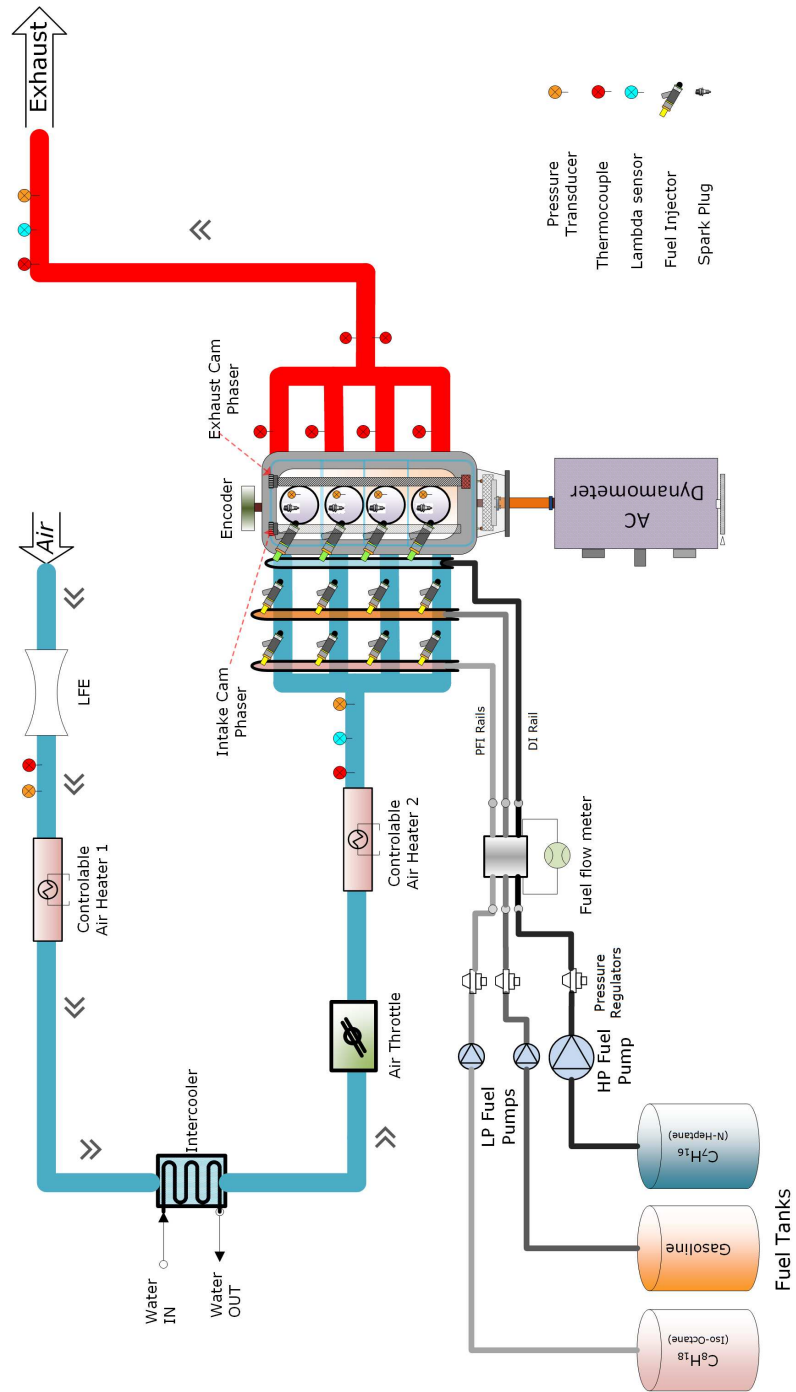 Exhaust
Air
LFE
Controlable
Air Heater 1
Intercooler
Water
IN
Water
OUT
Air Throttle
Controlable
Air Heater 2
Intake Cam
Phaser
Encoder
Exhaust Cam
Phaser
AC
Dynamometer
PFI Rails
DI Rail
Fuel flow meter
Pressure
Regulators
LP Fuel
Pumps
HP Fuel
Pump
C₈H₁₈
(Iso-Octane)
Gasoline
C₇H₁₆
(N-Heptane)
Fuel Tanks
Pressure
Transducer
Thermocouple
Lambda sensor
Fuel Injector
Spark Plug